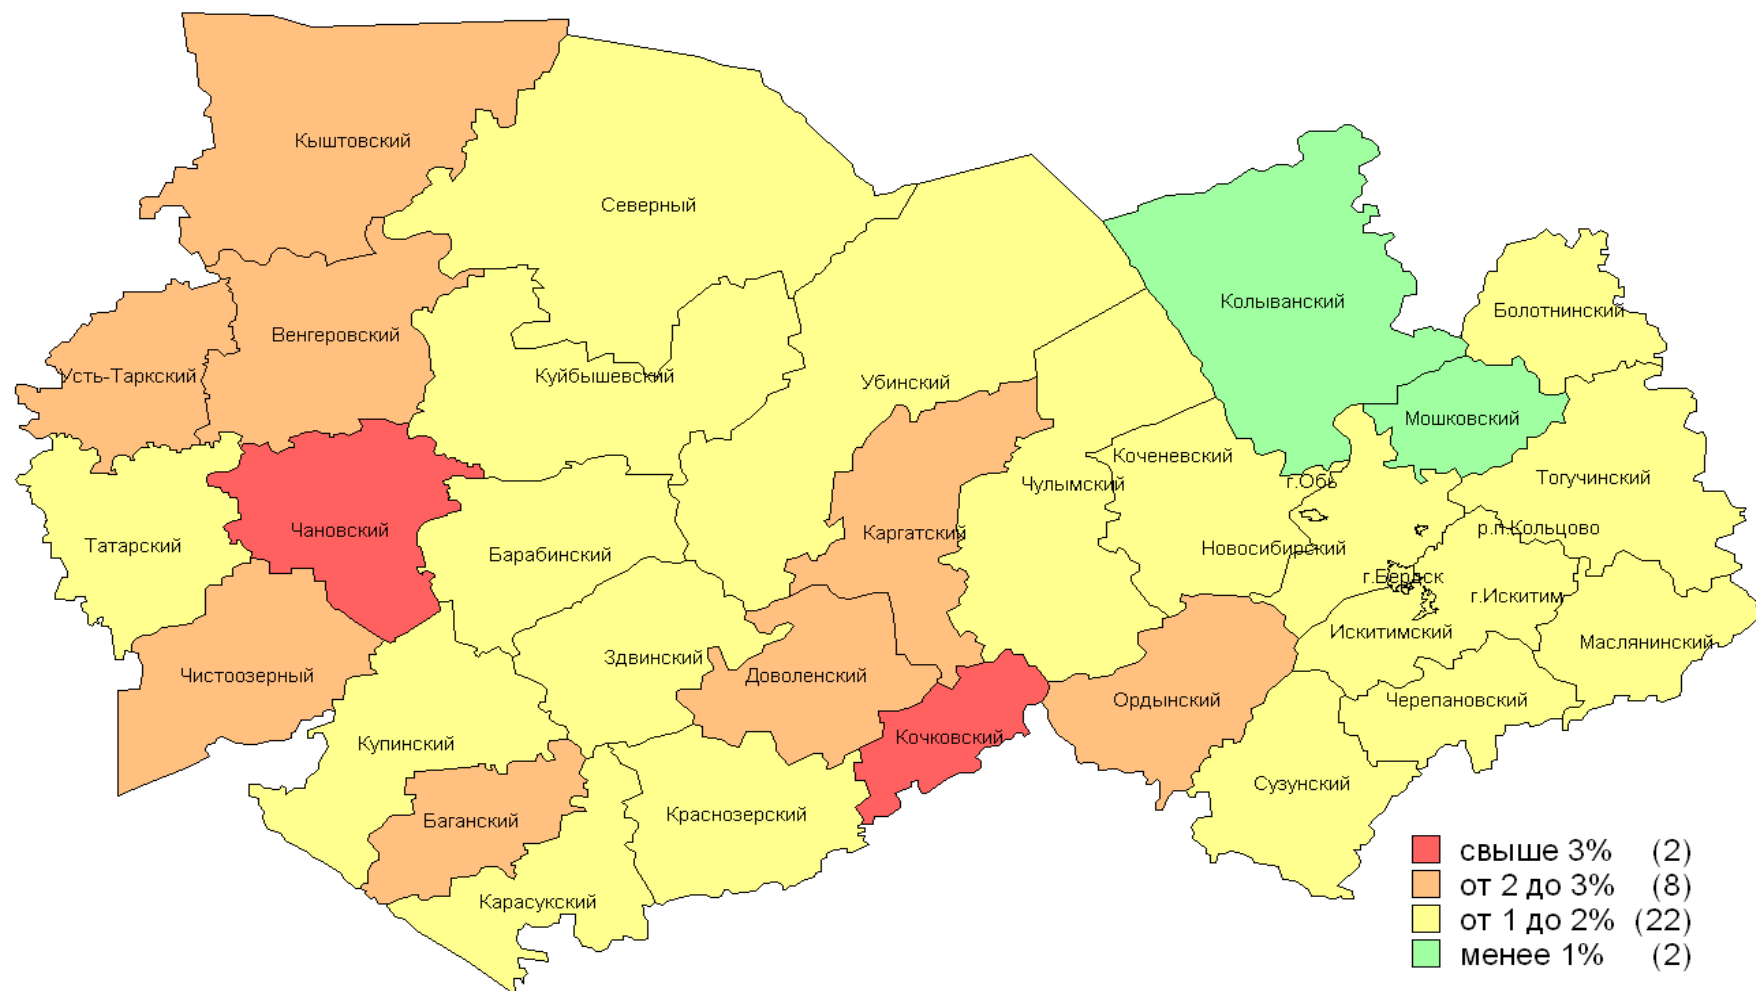 Кыштовский
Северный
Колыванский
Болотнинский
Венгеровский
Усть-Таркский
Куйбышевский
Убинский
Мошковский
Коченевский
Чулымский
г.Обь
Тогучинский
Чановский
Каргатский
р.п.Кольцово
Татарский
Барабинский
Новосибирский
г.Бердск
г.Искитим
Искитимский
Маслянинский
Здвинский
Чистоозерный
Доволенский
Ордынский
Черепановский
Купинский
Кочковский
Сузунский
Баганский
Краснозерский
Карасукский
свыше 3% (2)
от 2 до 3% (8)
от 1 до 2% (22)
менее 1% (2)